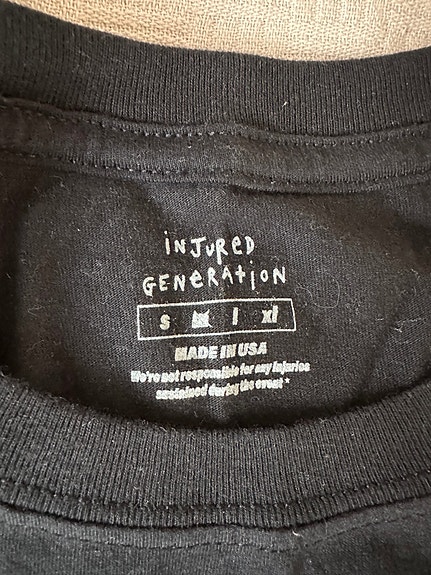 iNJURED
GENERAtiON
s m l xl
MADE IN USA
We're not responsible for any injuries
sustained during the event *